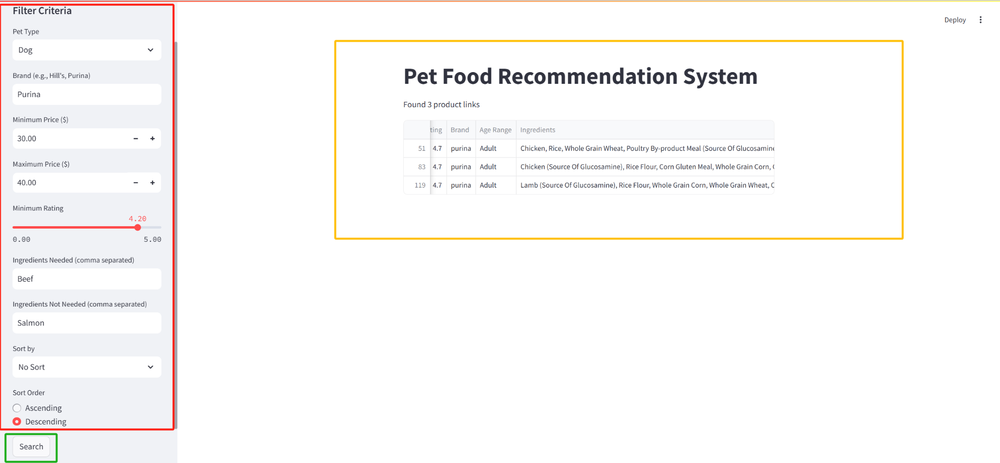 Filter Criteria
Pet Type
Dog
Brand (e.g., Hill's, Purina)
Purina
Minimum Price ($)
30.00 - +
Maximum Price ($)
40.00 - +
Minimum Rating
4.20
0.00 5.00
Ingredients Needed (comma separated)
Beef
Ingredients Not Needed (comma separated)
Salmon
Sort by
No Sort
Sort Order
Ascending
Descending
Search
Deploy
Pet Food Recommendation System
Found 3 product links
ting Brand Age Range Ingredients
51 4.7 purina Adult Chicken, Rice, Whole Grain Wheat, Poultry By-product Meal (Source Of Glucosamine
83 4.7 purina Adult Chicken (Source Of Glucosamine), Rice Flour, Corn Gluten Meal, Whole Grain Corn,
119 4.7 purina Adult Lamb (Source Of Glucosamine), Rice Flour, Whole Grain Corn, Whole Grain Wheat, C